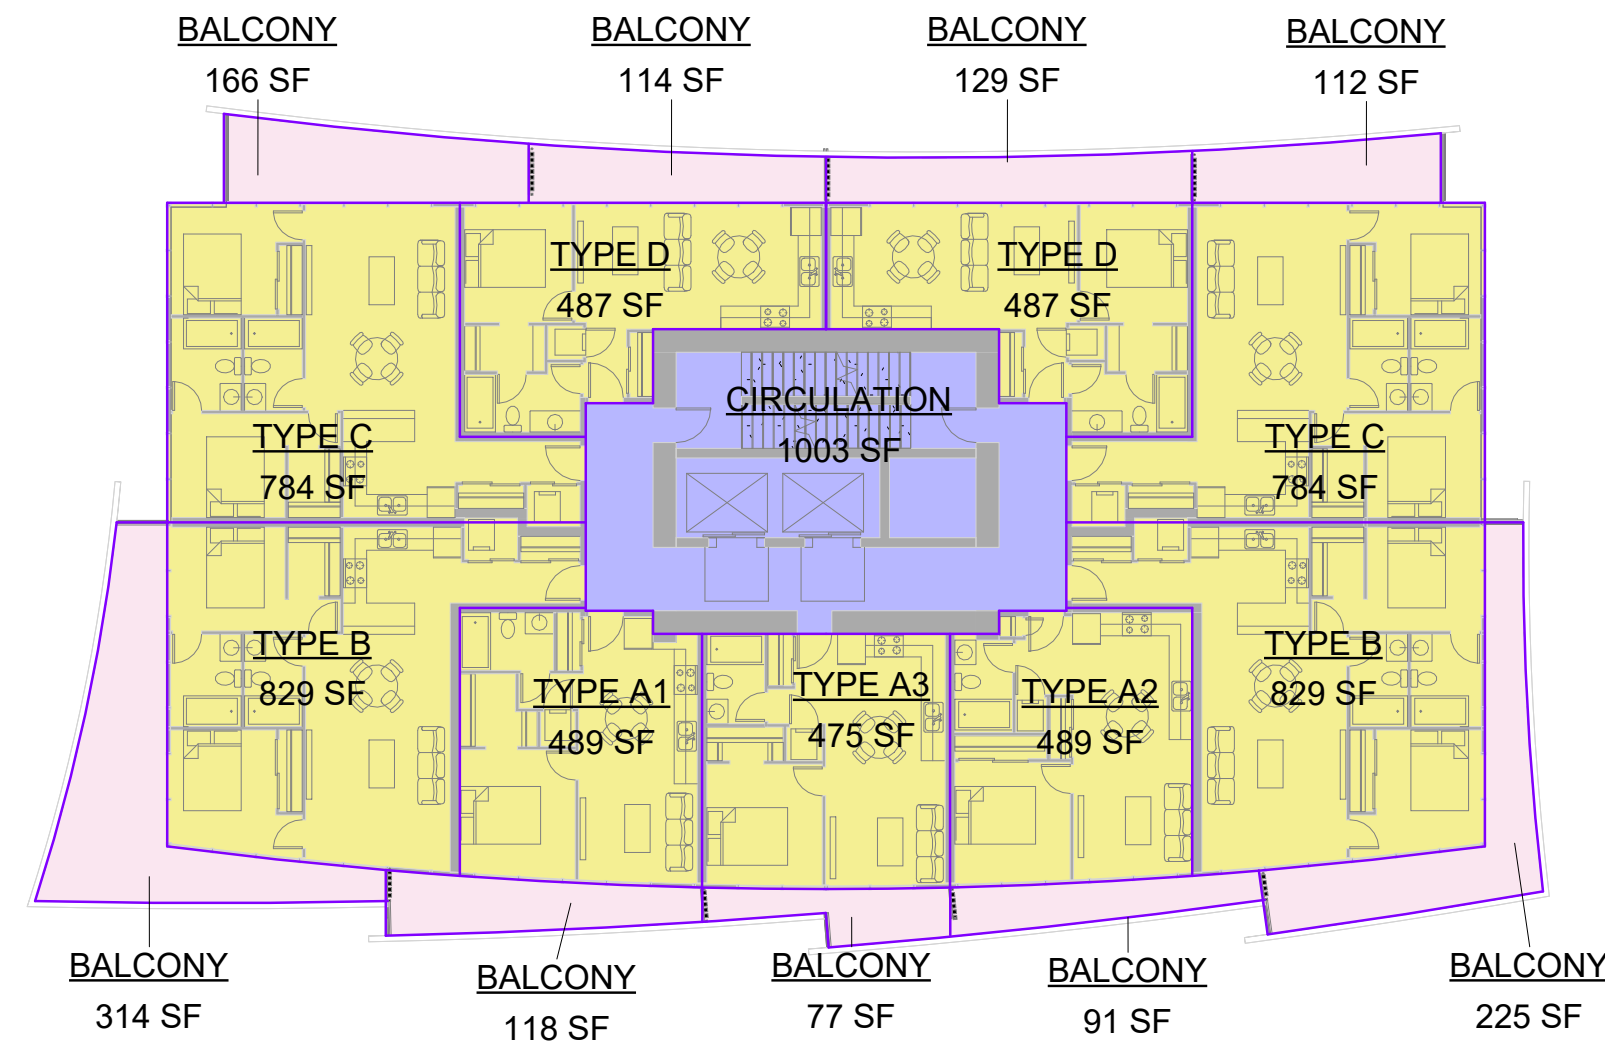 BALCONY
166 SF
BALCONY
114 SF
BALCONY
129 SF
BALCONY
112 SF
TYPE D
487 SF
TYPE D
487 SF
CIRCULATION
1003 SF
TYPE C
784 SF
TYPE C
784 SF
TYPE B
829 SF
TYPE A1
489 SF
TYPE A3
475 SF
TYPE A2
489 SF
TYPE B
829 SF
BALCONY
314 SF
BALCONY
118 SF
BALCONY
77 SF
BALCONY
91 SF
BALCONY
225 SF